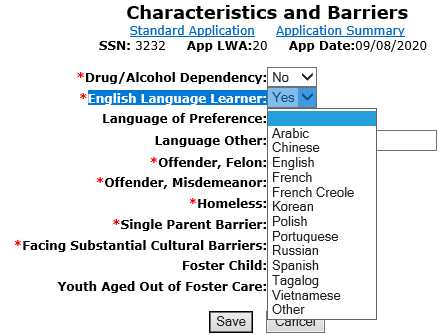 Characteristics and Barriers
Standard Application Application Summary
SSN: 3232 App LWA:20 App Date:09/08/2020
*Drug/Alcohol Dependency: No
*English Language Learner: Yes
Language of Preference:
Arabic
Language Other:
Chinese
English
*Offender, Felon:
French
*Offender, Misdemeanor:
French Creole
*Homeless:
Korean
*Single Parent Barrier:
Polish
Portuguese
*Facing Substantial Cultural Barriers:
Russian
Foster Child:
Spanish
Tagalog
Youth Aged Out of Foster Care:
Vietnamese
Other
Save Cancel